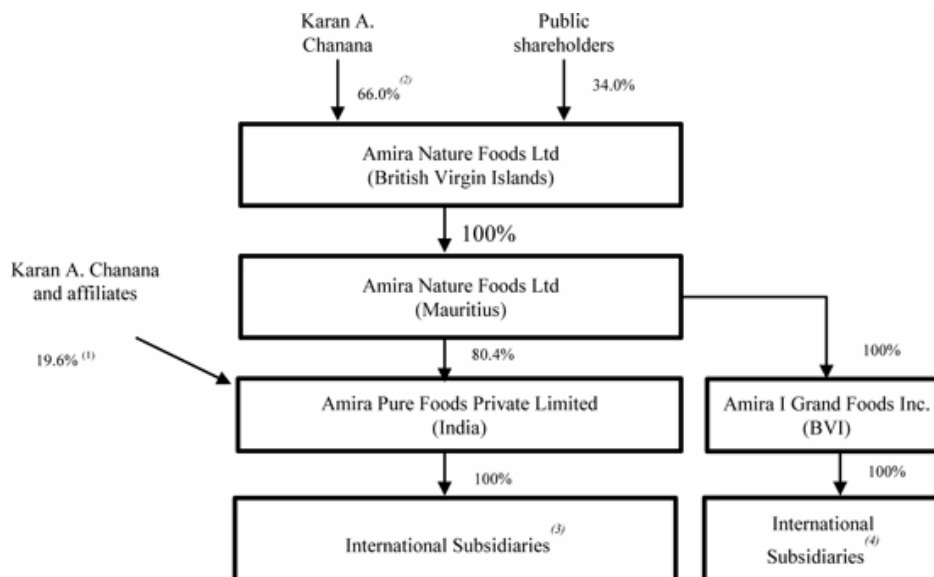 Karan A.
Chanana
Public
shareholders
66.0% (2)
34.0%
Amira Nature Foods Ltd
(British Virgin Islands)
100%
Karan A. Chanana
and affiliates
Amira Nature Foods Ltd
(Mauritius)
19.6% (1)
80.4%
100%
Amira Pure Foods Private Limited
(India)
Amira I Grand Foods Inc.
(BVI)
100%
100%
International Subsidiaries (3)
International
Subsidiaries (4)